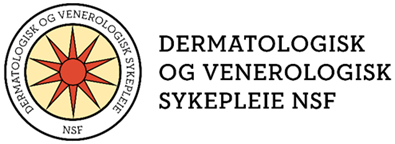 DERMATOLOGISK OG VENEROLOGISK SYKEPLEIE
NSF
DERMATOLOGISK
OG VENEROLOGISK
SYKEPLEIE NSF